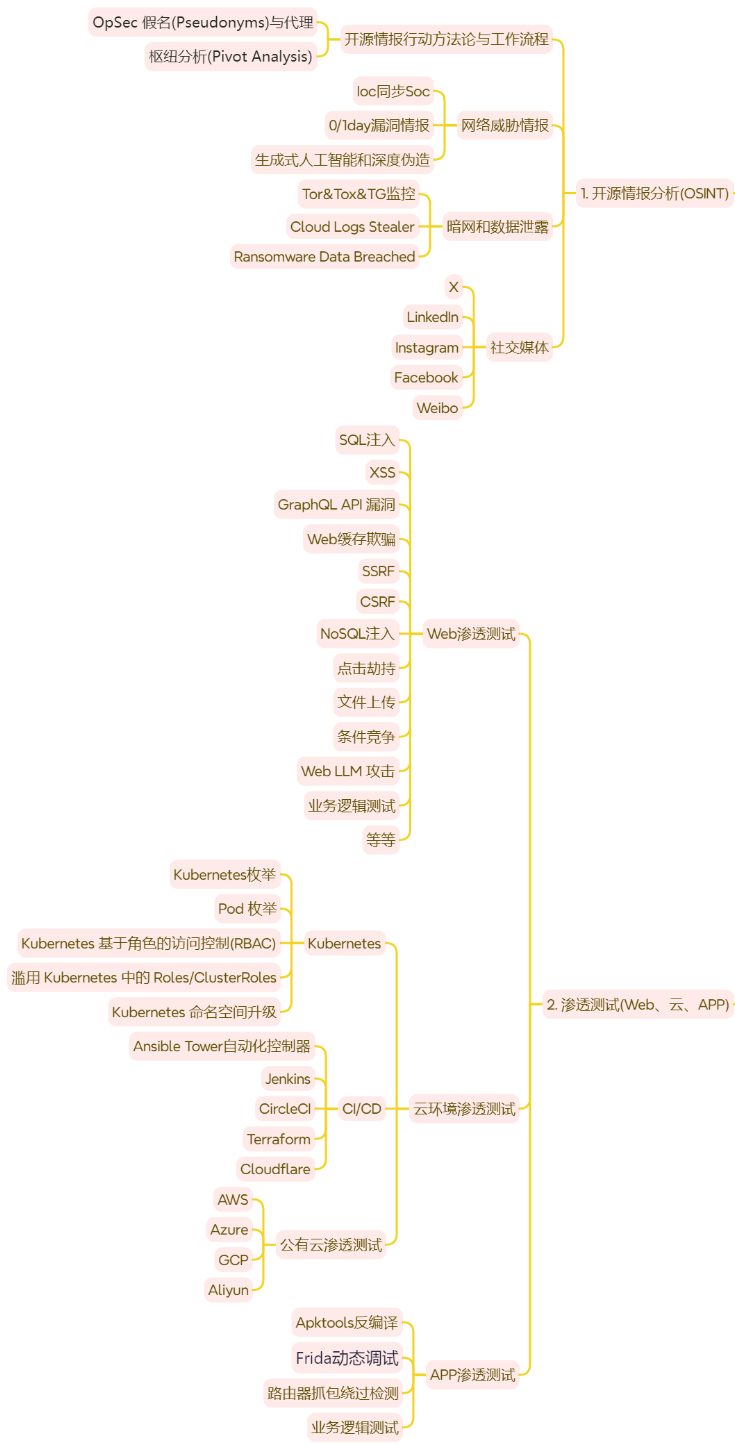 OpSec 假名(Pseudonyms)与代理
枢纽分析(Pivot Analysis)
开源情报行动方法论与工作流程
Ioc同步Soc
0/1day漏洞情报
生成式人工智能和深度伪造
网络威胁情报
Tor&Tox&TG监控
Cloud Logs Stealer
Ransomware Data Breached
暗网和数据泄露
X
LinkedIn
Instagram
Facebook
Weibo
社交媒体
1. 开源情报分析(OSINT)
SQL注入
XSS
GraphQL API 漏洞
Web缓存欺骗
SSRF
CSRF
NoSQL注入
点击劫持
文件上传
条件竞争
Web LLM 攻击
业务逻辑测试
等等
Web渗透测试
Kubernetes枚举
Pod 枚举
Kubernetes 基于角色的访问控制(RBAC)
滥用 Kubernetes 中的 Roles/ClusterRoles
Kubernetes 命名空间升级
Kubernetes
Ansible Tower自动化控制器
Jenkins
CircleCI
Terraform
Cloudflare
CI/CD
AWS
Azure
GCP
Aliyun
公有云渗透测试
云环境渗透测试
Apktools反编译
Frida动态调试
路由器抓包绕过检测
业务逻辑测试
APP渗透测试
2. 渗透测试(Web、云、APP)